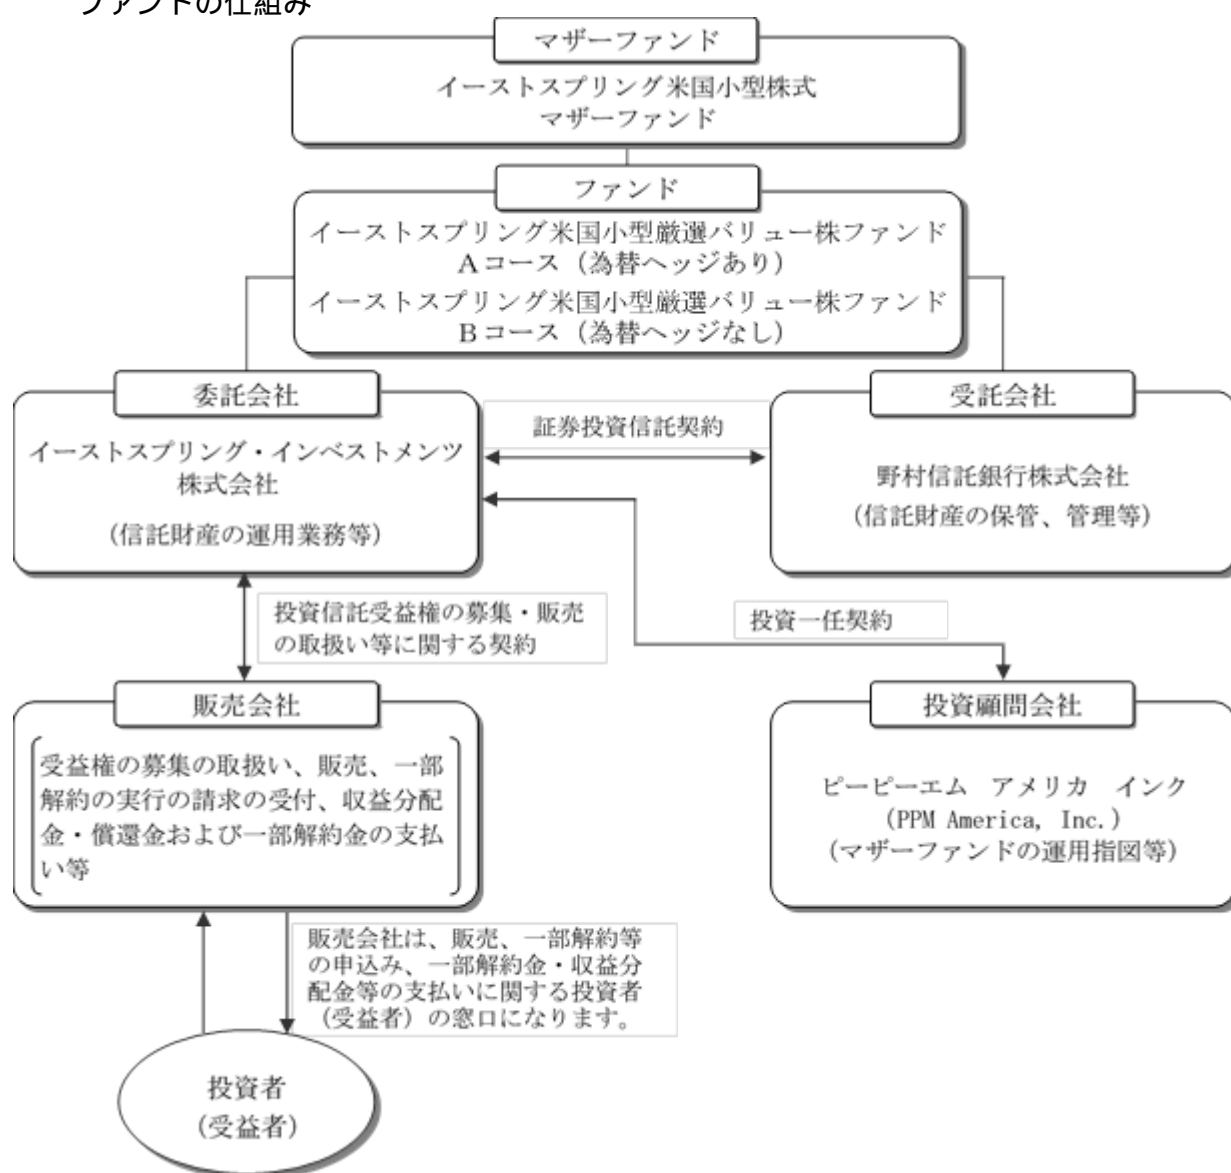 ファンドの仕組み
マザーファンド
イーストスプリング米国小型株式
マザーファンド
ファンド
イーストスプリング米国小型厳選バリュー株ファンド
Aコース（為替ヘッジあり）
イーストスプリング米国小型厳選バリュー株ファンド
Bコース（為替ヘッジなし）
委託会社
イーストスプリング・インベストメンツ
株式会社
（信託財産の運用業務等）
証券投資信託契約
受託会社
野村信託銀行株式会社
（信託財産の保管、管理等）
投資信託受益権の募集・販売
の取扱い等に関する契約
投資一任契約
販売会社
受益権の募集の取扱い、販売、一部
解約の実行の請求の受付、収益分配
金・償還金および一部解約金の支払
い等
投資顧問会社
ピーピーエム　アメリカ　インク
(PPM America, Inc.)
（マザーファンドの運用指図等）
販売会社は、販売、一部解約等
の申込み、一部解約金・収益分
配金等の支払いに関する投資者
（受益者）の窓口になります。
投資者
（受益者）